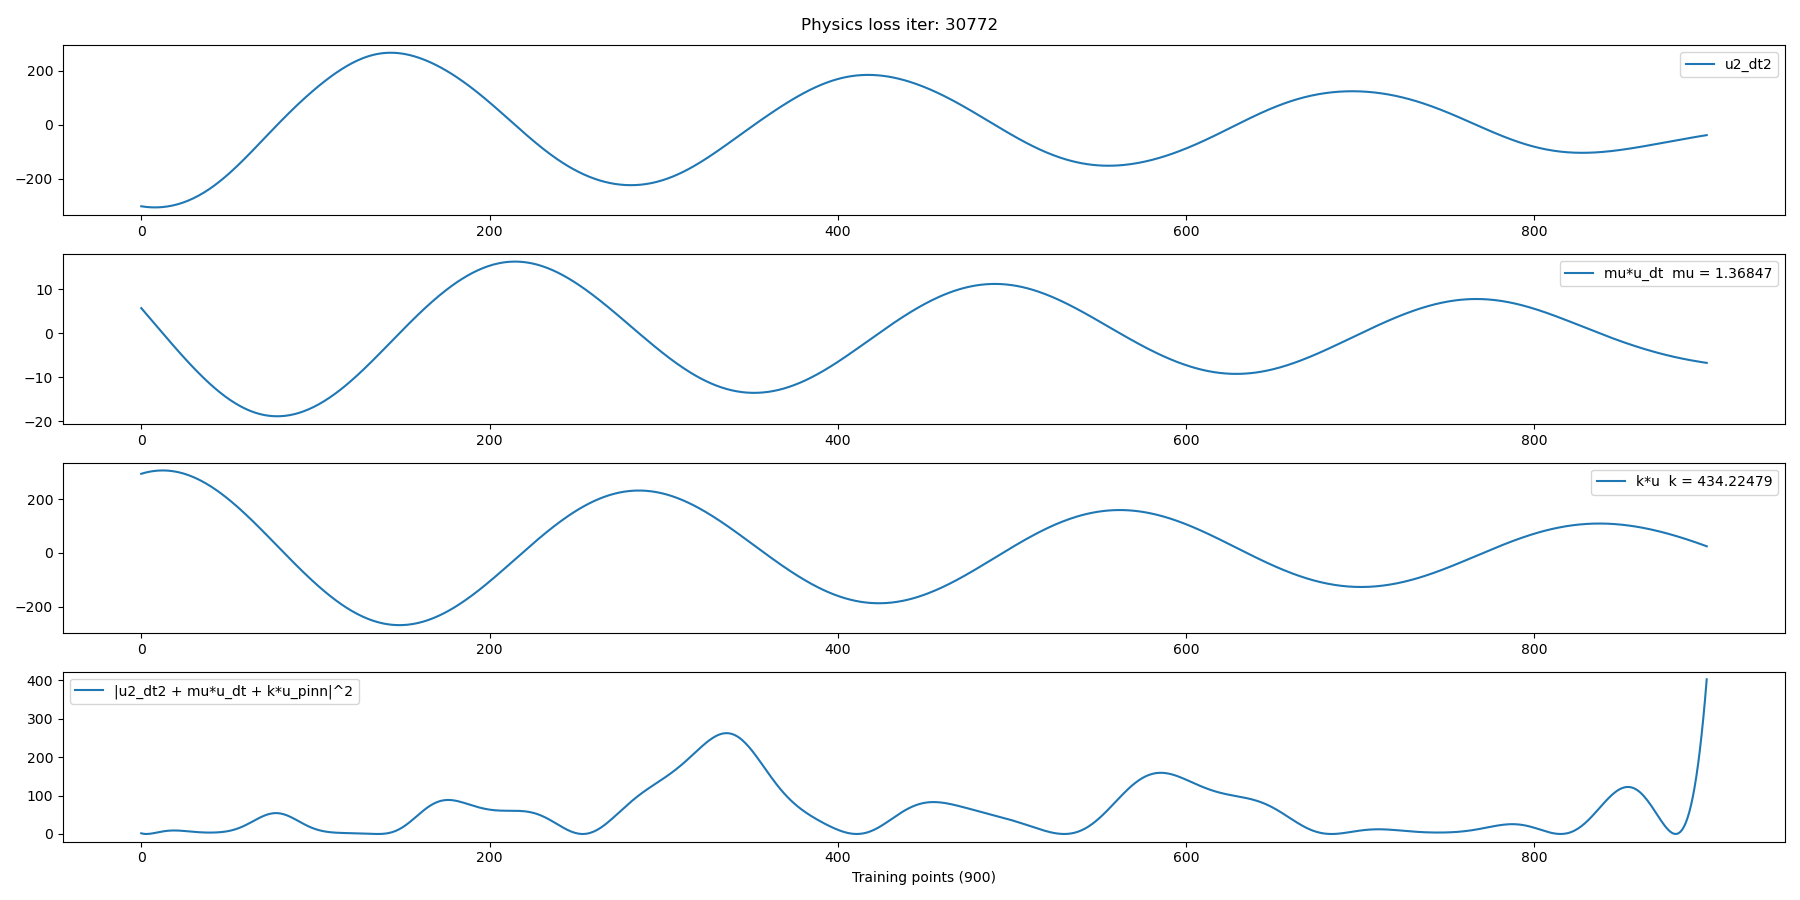 Physics loss iter: 30772
u2_dt2
200
0
−200
0 200 400 600 800
mu*u_dt mu = 1.36847
10
0
−10
−20
0 200 400 600 800
k*u k = 434.22479
200
0
−200
0 200 400 600 800
|u2_dt2 + mu*u_dt + k*u_pinn|^2
400
300
200
100
0
0 200 400 600 800
Training points (900)